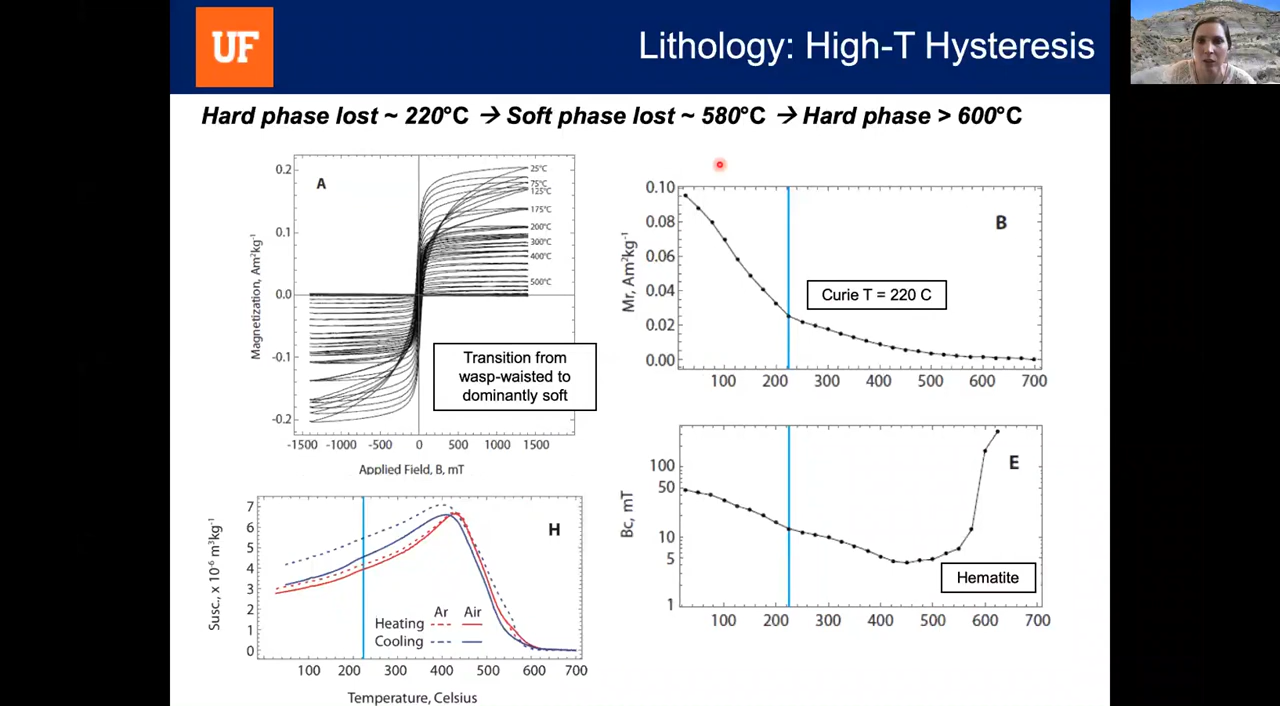 UF
Lithology: High-T Hysteresis
Hard phase lost ~ 220°C → Soft phase lost ~ 580°C → Hard phase > 600°C
A
0.2
0.1
0.0
-0.1
-0.2
Magnetization, Am²kg⁻¹
25°C
75°C
125°C
175°C
200°C
300°C
400°C
500°C
Transition from
wasp-waisted to
dominantly soft
-1500 -1000 -500 0 500 1000 1500
Applied Field, B, mT
B
0.10
0.08
0.06
0.04
0.02
0.00
Mr, Am²kg⁻¹
Curie T = 220 C
100 200 300 400 500 600 700
H
7
6
5
4
3
2
1
0
Susc., x 10⁻⁶ m³kg⁻¹
Ar Air
Heating
Cooling
100 200 300 400 500 600 700
Temperature, Celsius
E
100
50
10
5
1
Bc, mT
Hematite
100 200 300 400 500 600 700